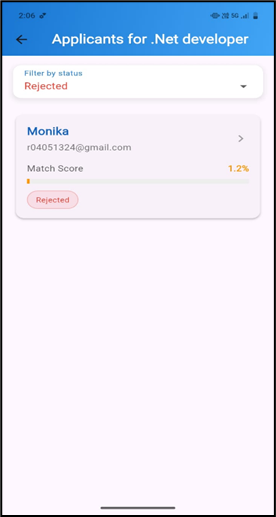 2:06
5G
Applicants for .Net developer
Filter by status
Rejected
Monika
r04051324@gmail.com
Match Score 1.2%
Rejected